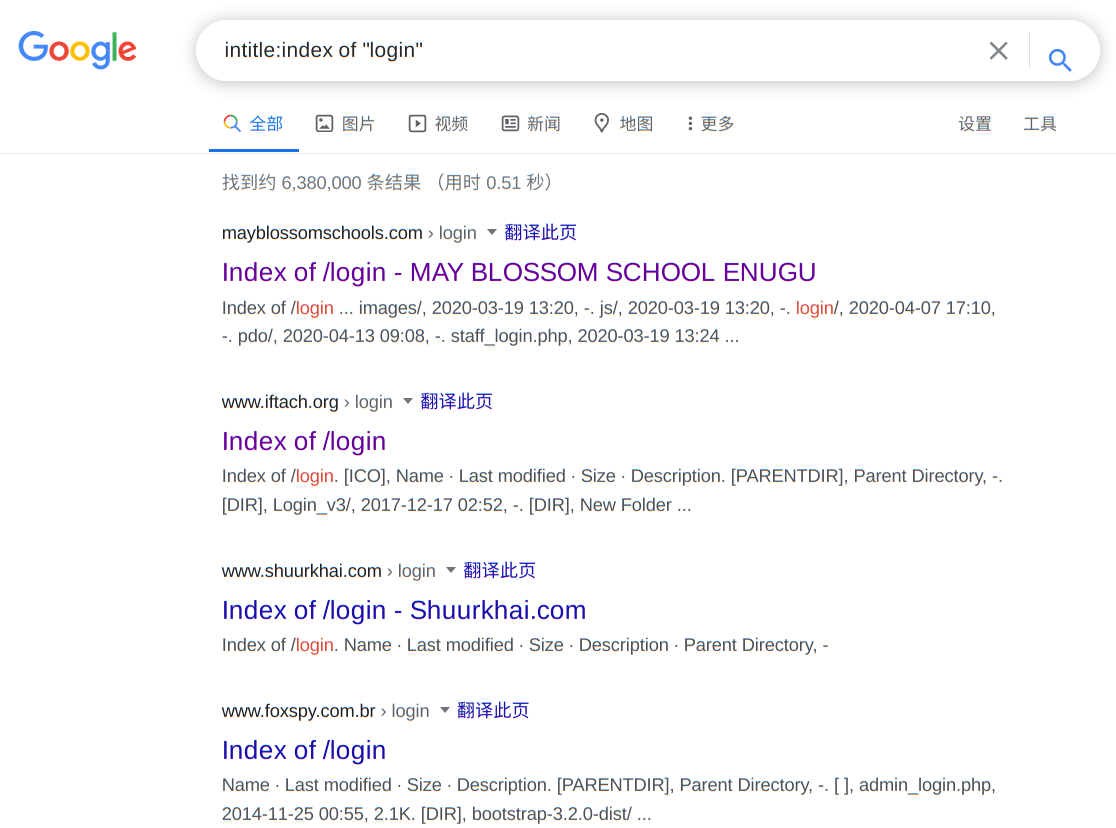 Google
intitle:index of "login"
全部 图片 视频 新闻 地图 更多 设置 工具
找到约 6,380,000 条结果 （用时 0.51 秒）
mayblossomschools.com › login 翻译此页
Index of /login - MAY BLOSSOM SCHOOL ENUGU
Index of /login ... images/, 2020-03-19 13:20, -. js/, 2020-03-19 13:20, -. login/, 2020-04-07 17:10,
-. pdo/, 2020-04-13 09:08, -. staff_login.php, 2020-03-19 13:24 ...
www.iftach.org › login 翻译此页
Index of /login
Index of /login. [ICO], Name · Last modified · Size · Description. [PARENTDIR], Parent Directory, -.
[DIR], Login_v3/, 2017-12-17 02:52, -. [DIR], New Folder ...
www.shuurkhai.com › login 翻译此页
Index of /login - Shuurkhai.com
Index of /login. Name · Last modified · Size · Description · Parent Directory, -
www.foxspy.com.br › login 翻译此页
Index of /login
Name · Last modified · Size · Description. [PARENTDIR], Parent Directory, -. [ ], admin_login.php,
2014-11-25 00:55, 2.1K. [DIR], bootstrap-3.2.0-dist/ ...